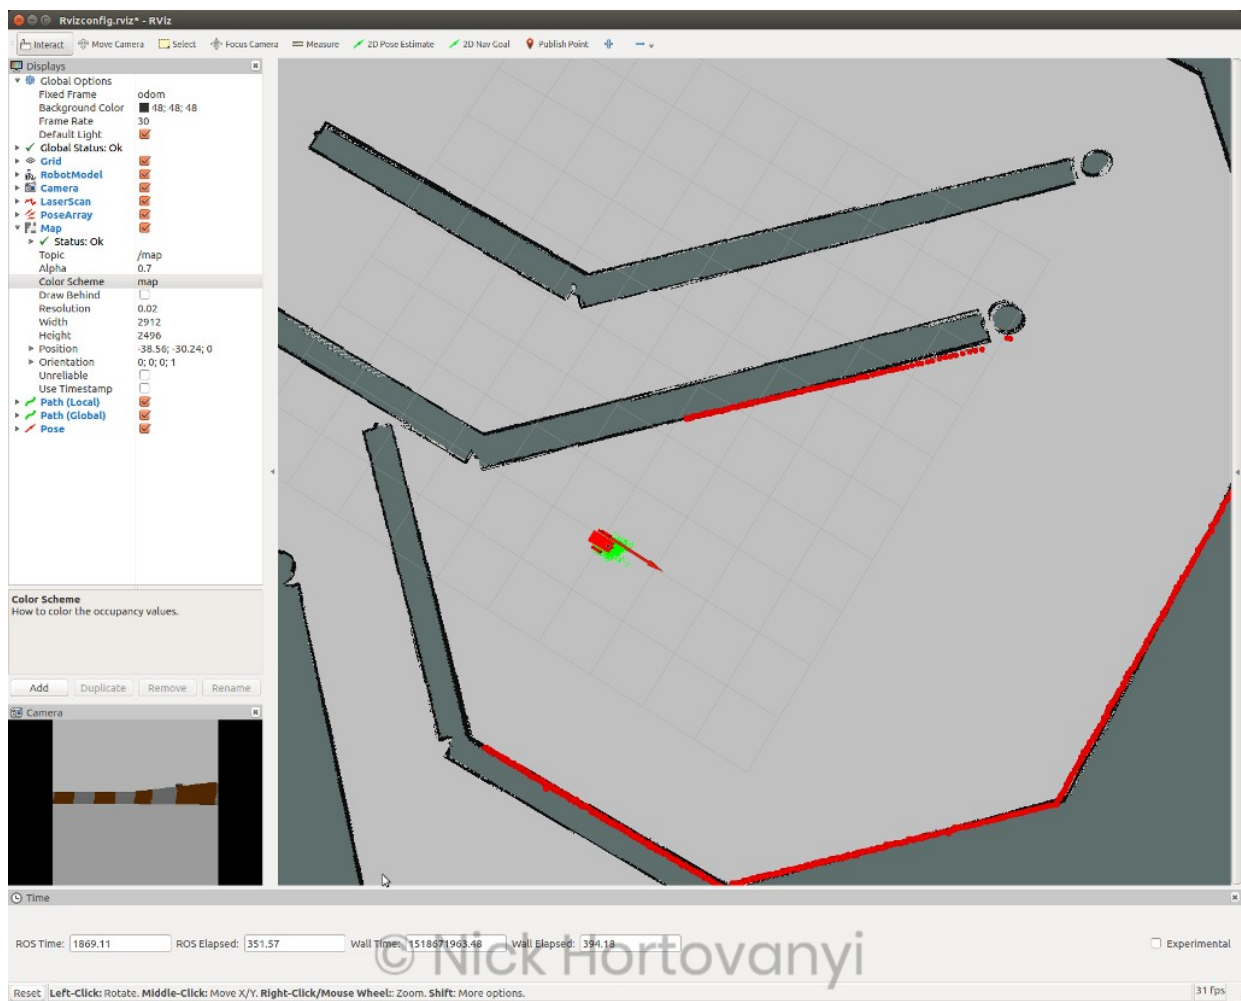 Rvizconfig.rviz* - RViz
Interact Move Camera Select Focus Camera Measure 2D Pose Estimate 2D Nav Goal Publish Point
Displays
Global Options
Fixed Frame odom
Background Color 48; 48; 48
Frame Rate 30
Default Light
Global Status: Ok
Grid
RobotModel
Camera
LaserScan
PoseArray
Map
Status: Ok
Topic /map
Alpha 0.7
Color Scheme map
Draw Behind
Resolution 0.02
Width 2912
Height 2496
Position -38.56; -30.24; 0
Orientation 0; 0; 0; 1
Unreliable
Use Timestamp
Path (Local)
Path (Global)
Pose
Color Scheme
How to color the occupancy values.
Add Duplicate Remove Rename
Camera
Time
ROS Time: 1869.11 ROS Elapsed: 351.57 Wall Time: 1518671963.48 Wall Elapsed: 394.18 Experimental
© Nick Hortovanyi
Reset Left-Click: Rotate. Middle-Click: Move X/Y. Right-Click/Mouse Wheel: Zoom. Shift: More options. 31 fps